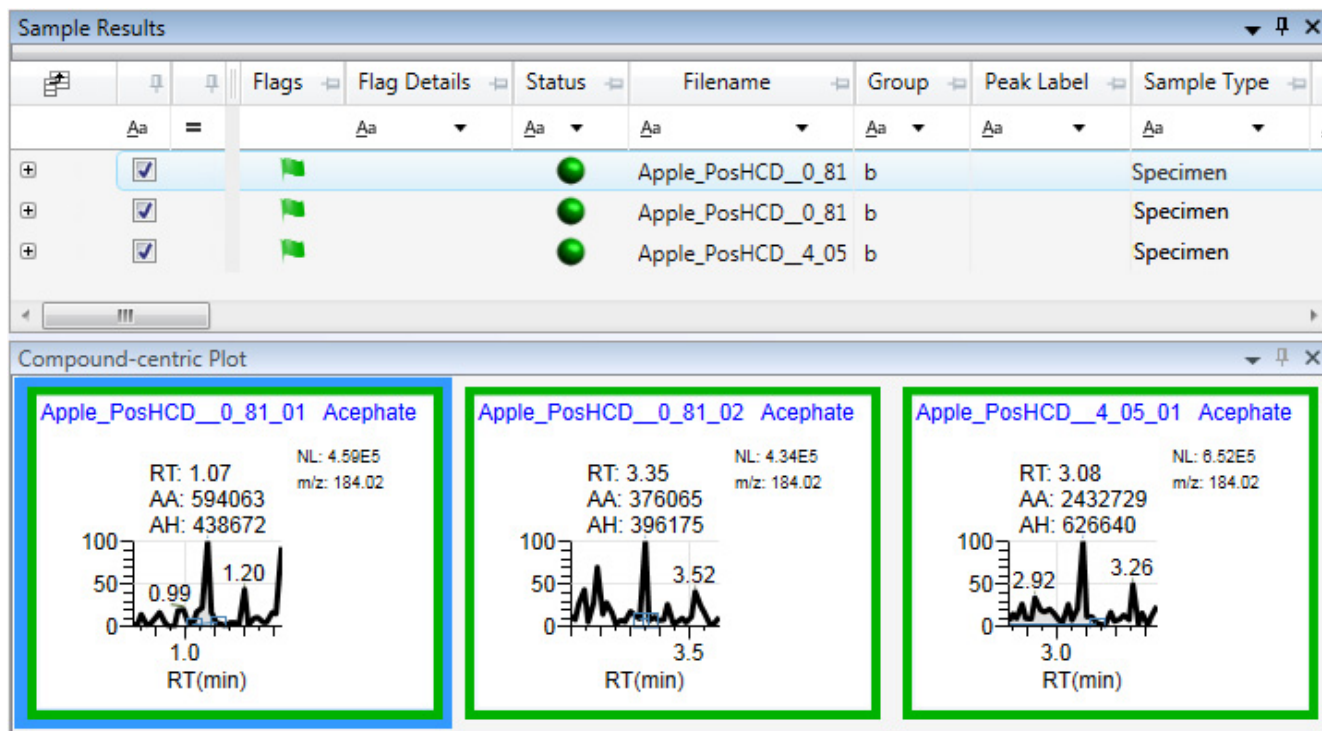 Sample Results
Flags Flag Details Status Filename Group Peak Label Sample Type
Aa = Aa Aa Aa Aa Aa Aa
Apple_PosHCD__0_81 b Specimen
Apple_PosHCD__0_81 b Specimen
Apple_PosHCD__4_05 b Specimen
Compound-centric Plot
Apple_PosHCD__0_81_01 Acephate
NL: 4.59E5
m/z: 184.02
RT: 1.07
AA: 594063
AH: 438672
100
50
0
0.99
1.20
1.0
RT(min)
Apple_PosHCD__0_81_02 Acephate
NL: 4.34E5
m/z: 184.02
RT: 3.35
AA: 376065
AH: 396175
100
50
0
3.52
3.5
RT(min)
Apple_PosHCD__4_05_01 Acephate
NL: 6.52E5
m/z: 184.02
RT: 3.08
AA: 2432729
AH: 626640
100
50
0
2.92
3.26
3.0
RT(min)